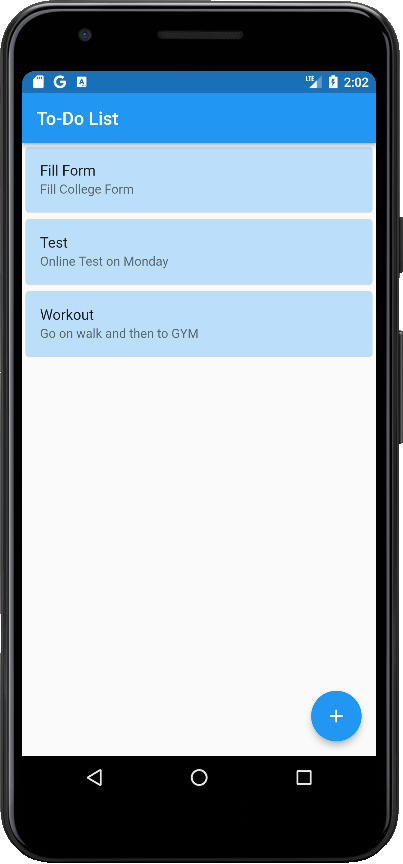 LTE 2:02
To-Do List
Fill Form
Fill College Form
Test
Online Test on Monday
Workout
Go on walk and then to GYM